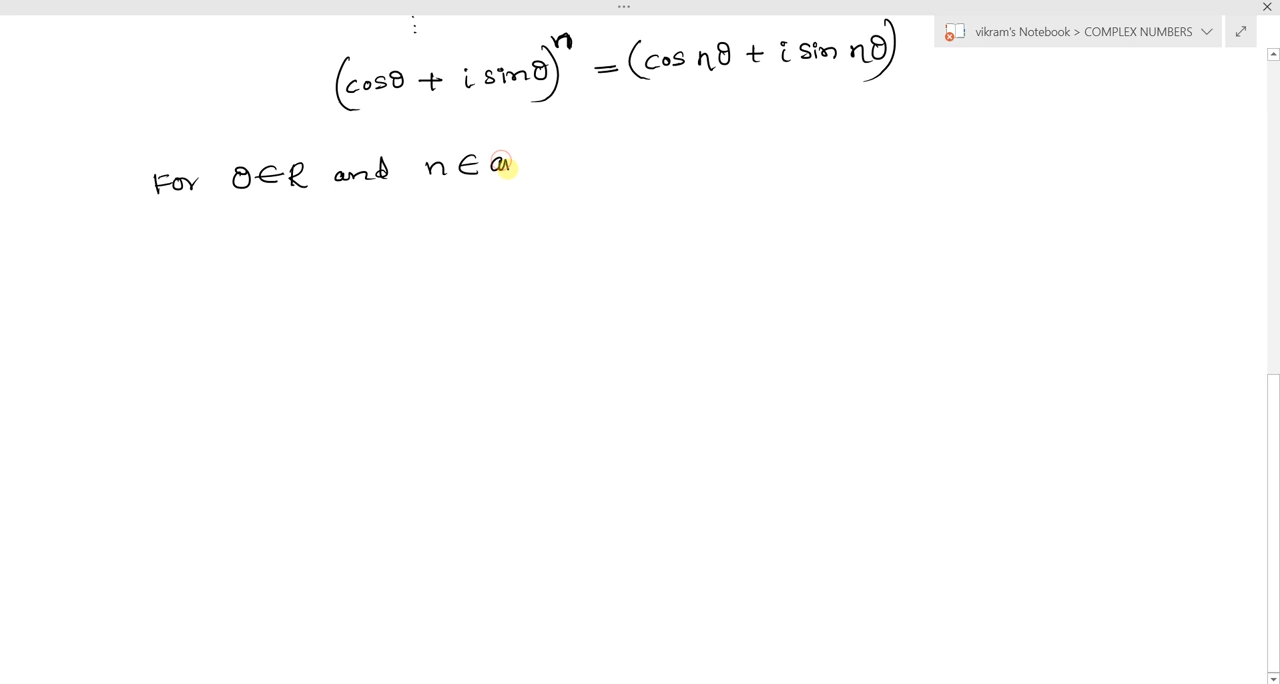 vikram's Notebook > COMPLEX NUMBERS
(cosθ + i sinθ)ⁿ = (cos nθ + i sin nθ)
For θ∈R and n ∈